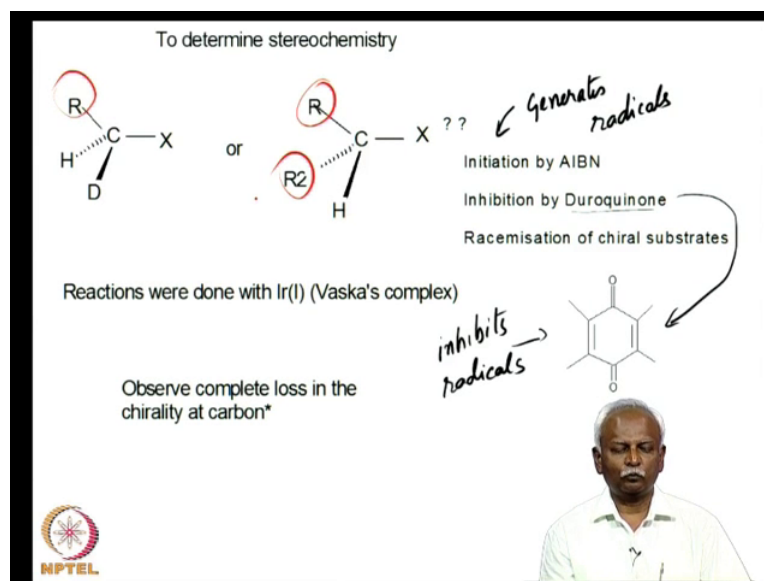 To determine stereochemistry
R
C
X
H
D
or
R
C
X
? ?
R2
H
Generates
radicals
Initiation by AIBN
Inhibition by Duroquinone
Racemisation of chiral substrates
Reactions were done with Ir(I) (Vaska's complex)
O
O
inhibits
radicals
Observe complete loss in the
chirality at carbon*
NPTEL